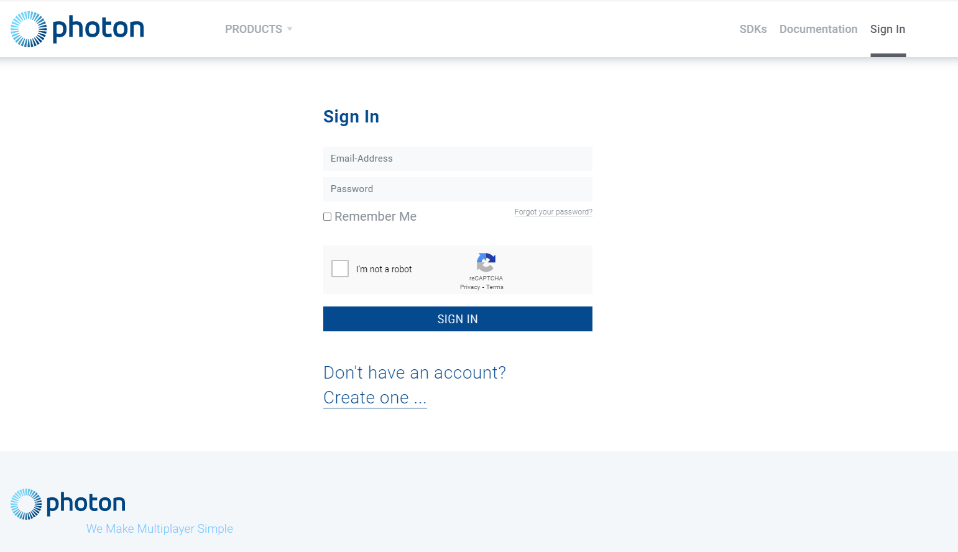 photon
PRODUCTS
SDKs Documentation Sign In
Sign In
Email-Address
Password
Remember Me
Forgot your password?
I'm not a robot
reCAPTCHA
Privacy • Terms
SIGN IN
Don't have an account?
Create one ...
photon
We Make Multiplayer Simple